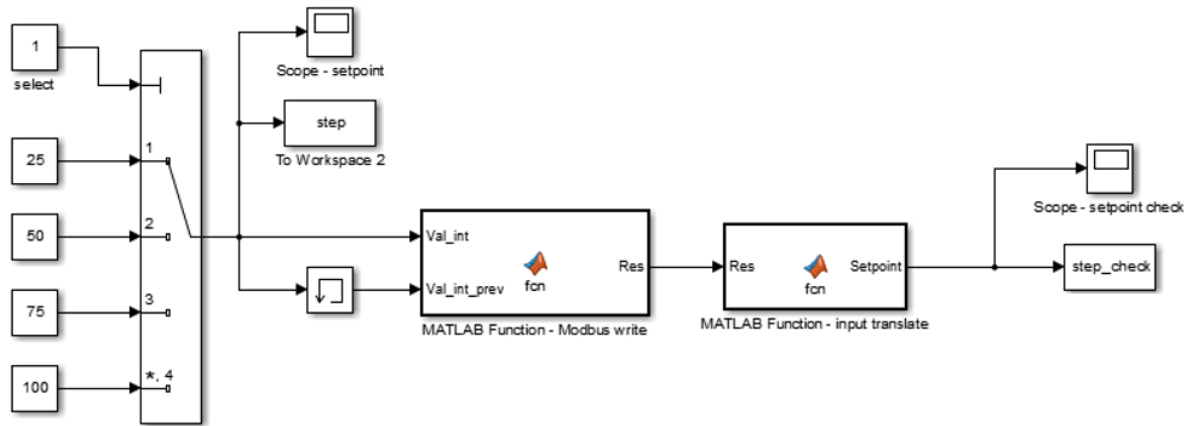 1
select
Scope - setpoint
step
To Workspace 2
25
1
50
2
75
3
100
*, 4
Val_int
Val_int_prev
fcn
Res
MATLAB Function - Modbus write
Res
fcn
Setpoint
MATLAB Function - input translate
Scope - setpoint check
step_check